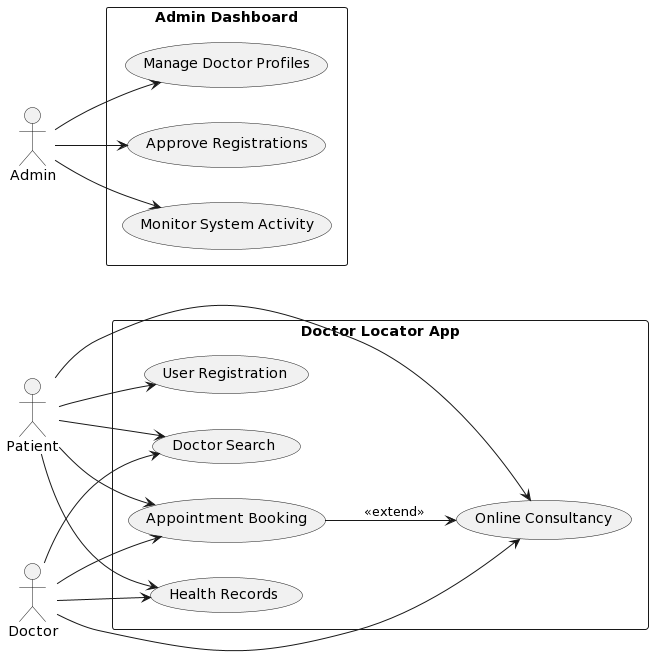 Admin Dashboard
Manage Doctor Profiles
Approve Registrations
Admin
Monitor System Activity
Doctor Locator App
User Registration
Patient
Doctor Search
Appointment Booking
«extend»
Online Consultancy
Health Records
Doctor